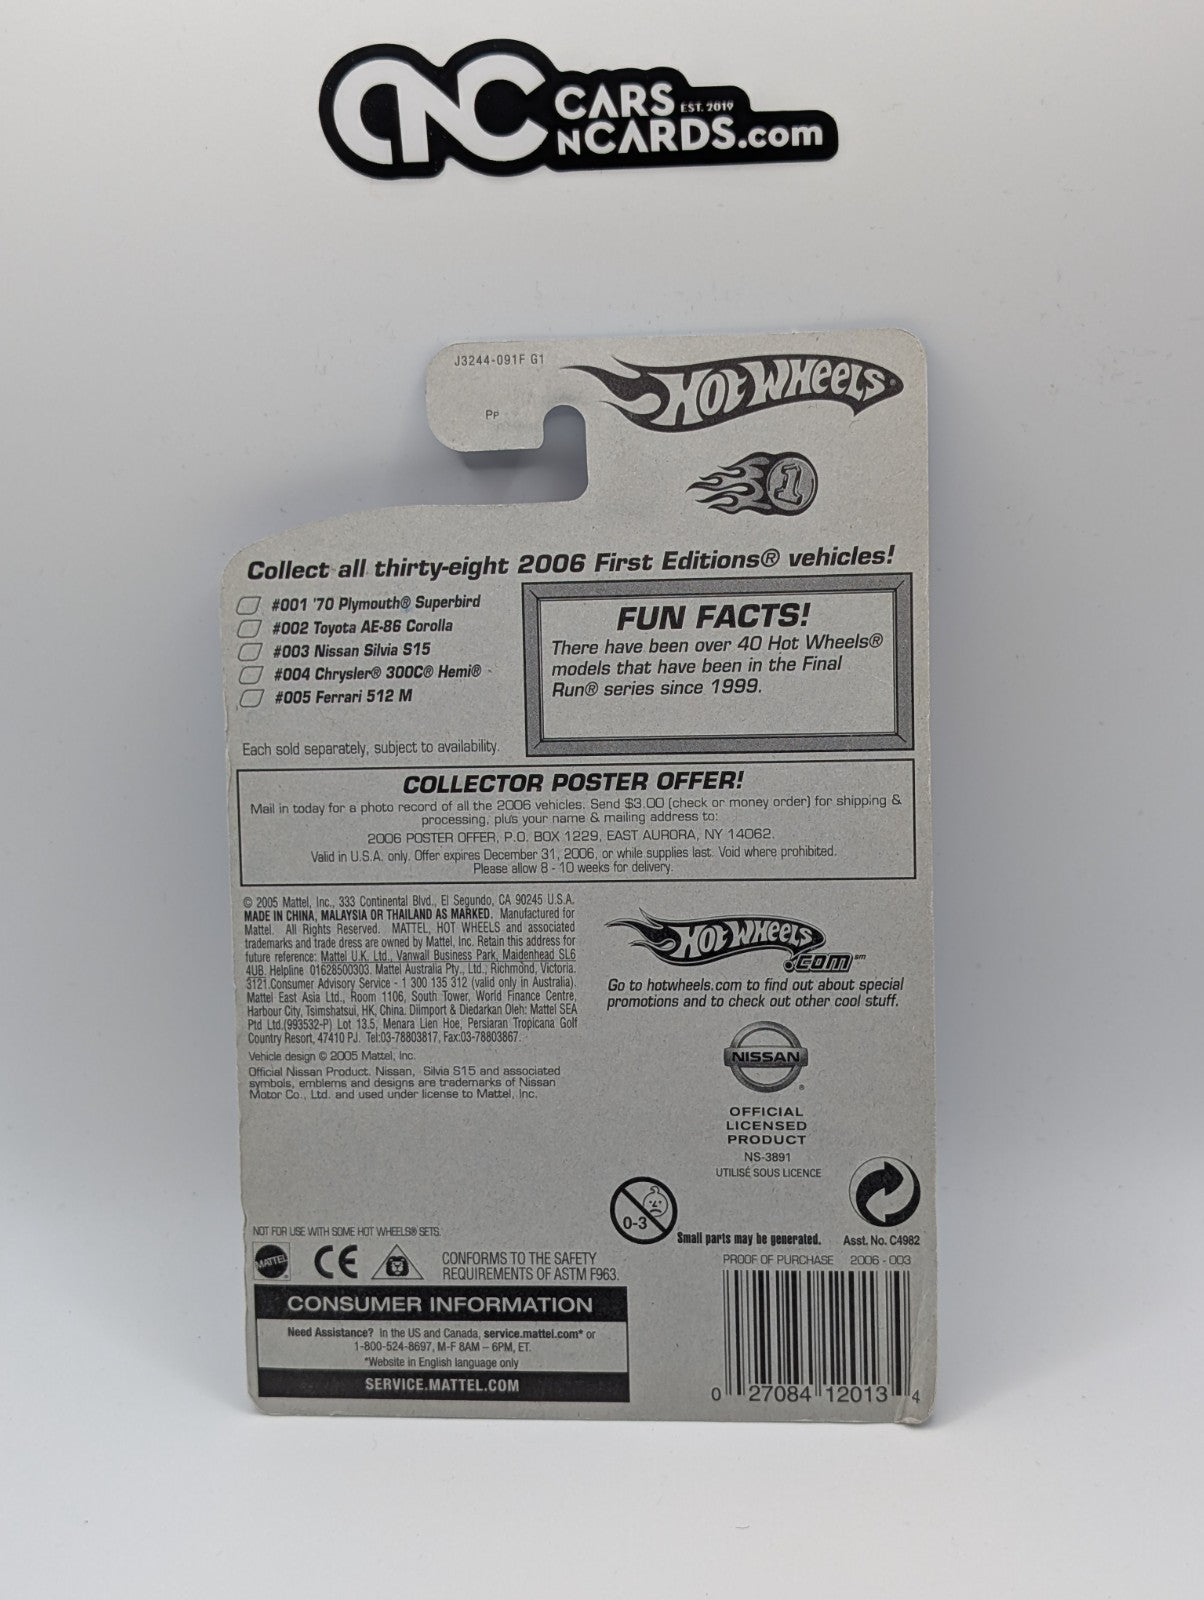 CNC CARS EST. 2019
N CARDS.com
J3244-091F G1
PP
HOT WHEELS
1
Collect all thirty-eight 2006 First Editions® vehicles!
#001 '70 Plymouth® Superbird
#002 Toyota AE-86 Corolla
#003 Nissan Silvia S15
#004 Chrysler® 300C® Hemi®
#005 Ferrari 512 M
Each sold separately, subject to availability.
FUN FACTS!
There have been over 40 Hot Wheels®
models that have been in the Final
Run® series since 1999.
COLLECTOR POSTER OFFER!
Mail in today for a photo record of all the 2006 vehicles. Send $3.00 (check or money order) for shipping &
processing, plus your name & mailing address to:
2006 POSTER OFFER, P.O. BOX 1229, EAST AURORA, NY 14062.
Valid in U.S.A. only. Offer expires December 31, 2006, or while supplies last. Void where prohibited.
Please allow 8 - 10 weeks for delivery.
© 2005 Mattel, Inc., 333 Continental Blvd., El Segundo, CA 90245 U.S.A.
MADE IN CHINA, MALAYSIA OR THAILAND AS MARKED. Manufactured for
Mattel. All Rights Reserved. MATTEL, HOT WHEELS and associated
trademarks and trade dress are owned by Mattel, Inc. Retain this address for
future reference: Mattel U.K. Ltd., Vanwall Business Park, Maidenhead SL6
4UB. Helpline 01628500303. Mattel Australia Pty., Ltd., Richmond, Victoria.
3121.Consumer Advisory Service - 1 300 135 312 (valid only in Australia).
Mattel East Asia Ltd., Room 1106, South Tower, World Finance Centre,
Harbour City, Tsimshatsui, HK, China. Diimport & Diedarkan Oleh: Mattel SEA
Ptd Ltd.(993532-P) Lot 13.5, Menara Lien Hoe, Persiaran Tropicana Golf
Country Resort, 47410 PJ. Tel:03-78803817, Fax:03-78803867.
Vehicle design © 2005 Mattel, Inc.
Official Nissan Product. Nissan, Silvia S15 and associated
symbols, emblems and designs are trademarks of Nissan
Motor Co., Ltd. and used under license to Mattel, Inc.
HOT WHEELS
.com℠
Go to hotwheels.com to find out about special
promotions and to check out other cool stuff.
NISSAN®
OFFICIAL
LICENSED
PRODUCT
NS-3891
UTILISÉ SOUS LICENCE
0-3
Small parts may be generated.
Asst. No. C4982
NOT FOR USE WITH SOME HOT WHEELS® SETS.
MATTEL®
CE
CONFORMS TO THE SAFETY
REQUIREMENTS OF ASTM F963.
PROOF OF PURCHASE 2006 - 003
CONSUMER INFORMATION
Need Assistance? In the US and Canada, service.mattel.com* or
1-800-524-8697, M-F 8AM – 6PM, ET.
*Website in English language only
SERVICE.MATTEL.COM
0 27084 12013 4